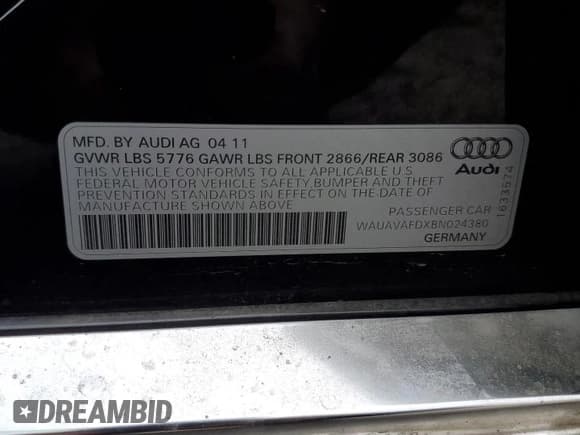 MFD. BY AUDI AG 04 11
GVWR LBS 5776 GAWR LBS FRONT 2866/REAR 3086
THIS VEHICLE CONFORMS TO ALL APPLICABLE U.S
FEDERAL MOTOR VEHICLE SAFETY, BUMPER AND THEFT
PREVENTION STANDARDS IN EFFECT ON THE DATE OF
MANUFACTURE SHOWN ABOVE
PASSENGER CAR
WAUAVAFDXBN024380
GERMANY
Audi
1633574
DREAMBID